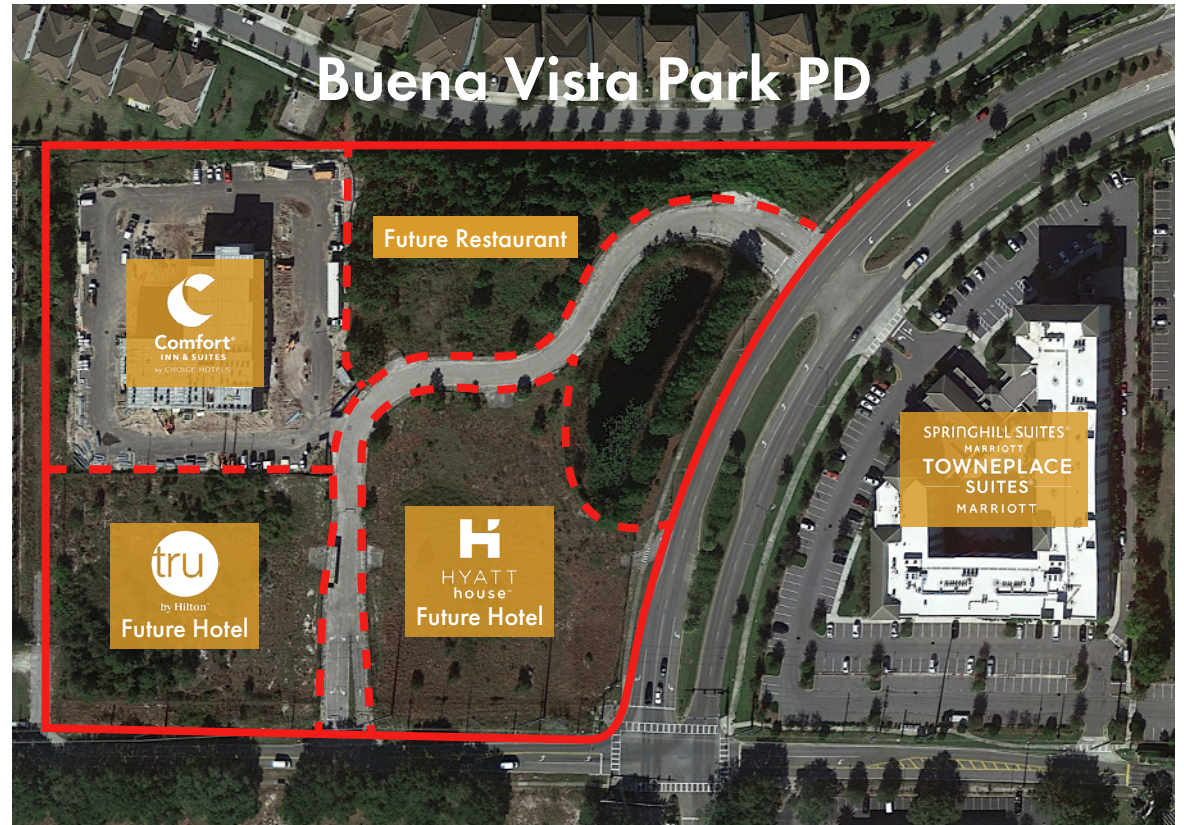 Buena Vista Park PD
Future Restaurant
Comfort®
INN & SUITES
by CHOICE HOTELS
SPRINGHILL SUITES®
MARRIOTT
TOWNEPLACE
SUITES
MARRIOTT
tru
by Hilton™
Future Hotel
H
HYATT
house™
Future Hotel